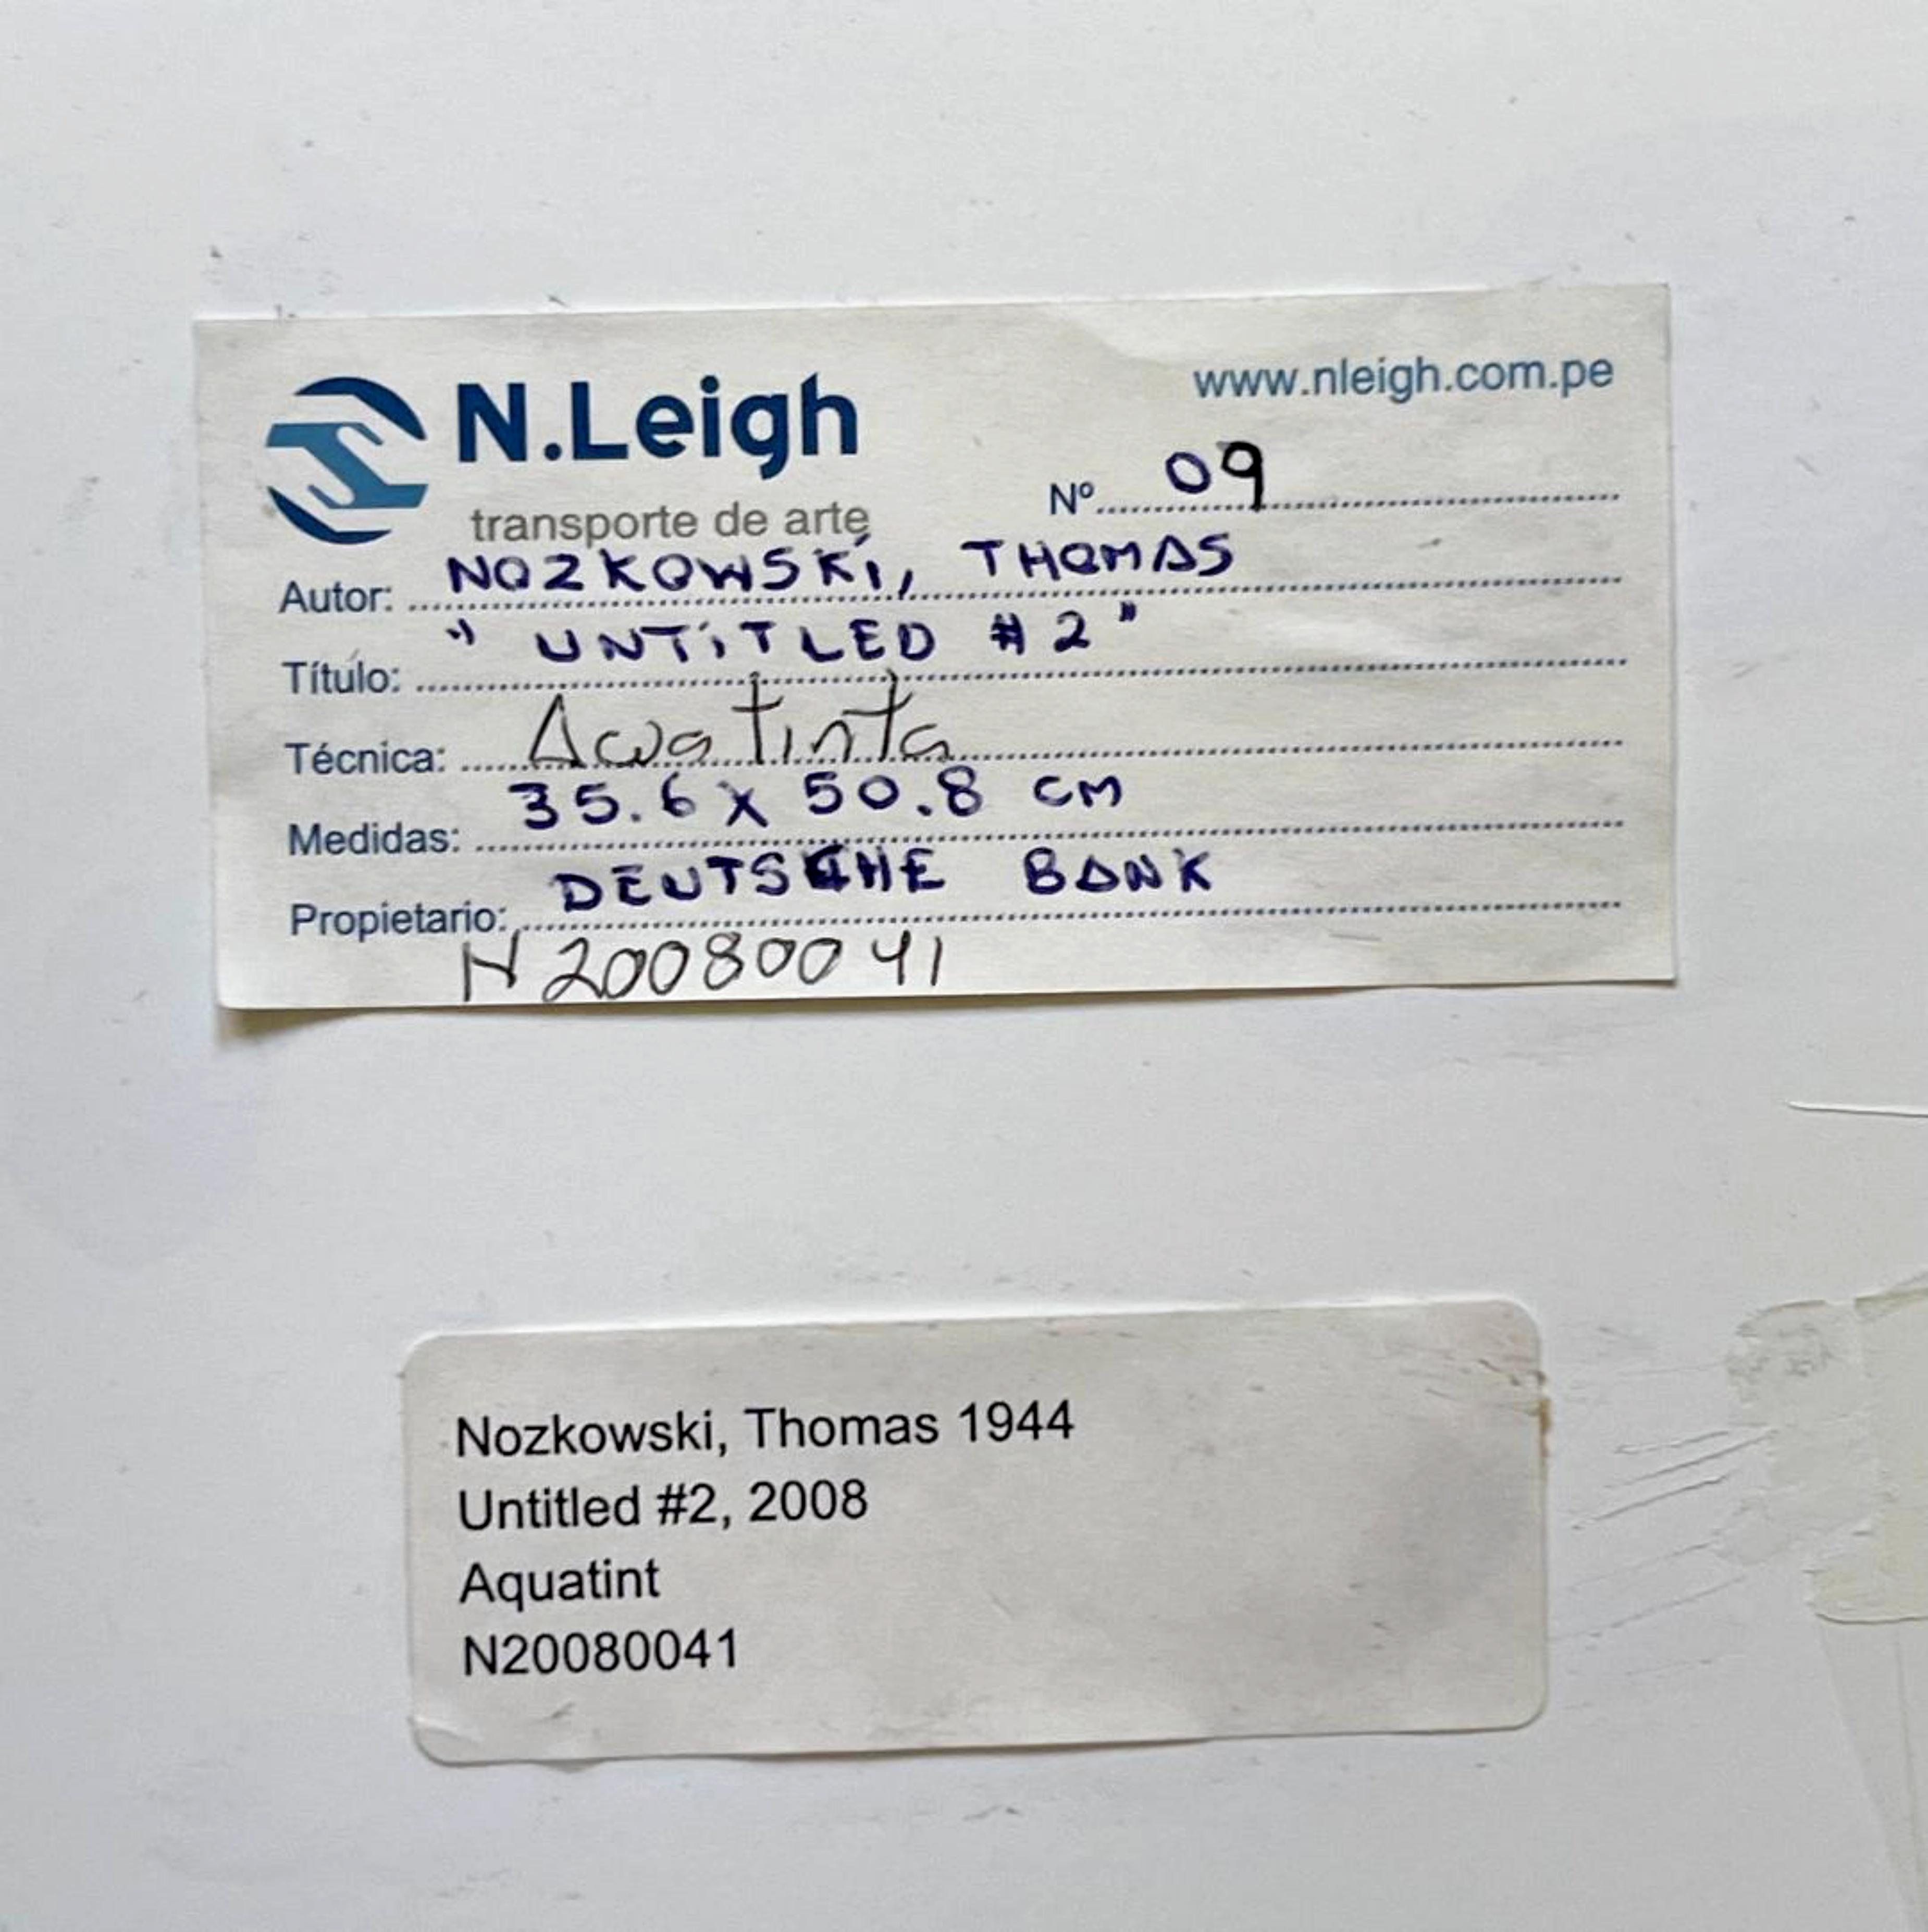 N.Leigh
transporte de arte
www.nleigh.com.pe
Nº 09
Autor: NOZKOWSKI, THOMAS
Título: "UNTITLED #2"
Técnica: Acuatinta
Medidas: 35.6 X 50.8 CM
Propietario: DEUTSCHE BANK
N20080041
Nozkowski, Thomas 1944
Untitled #2, 2008
Aquatint
N20080041